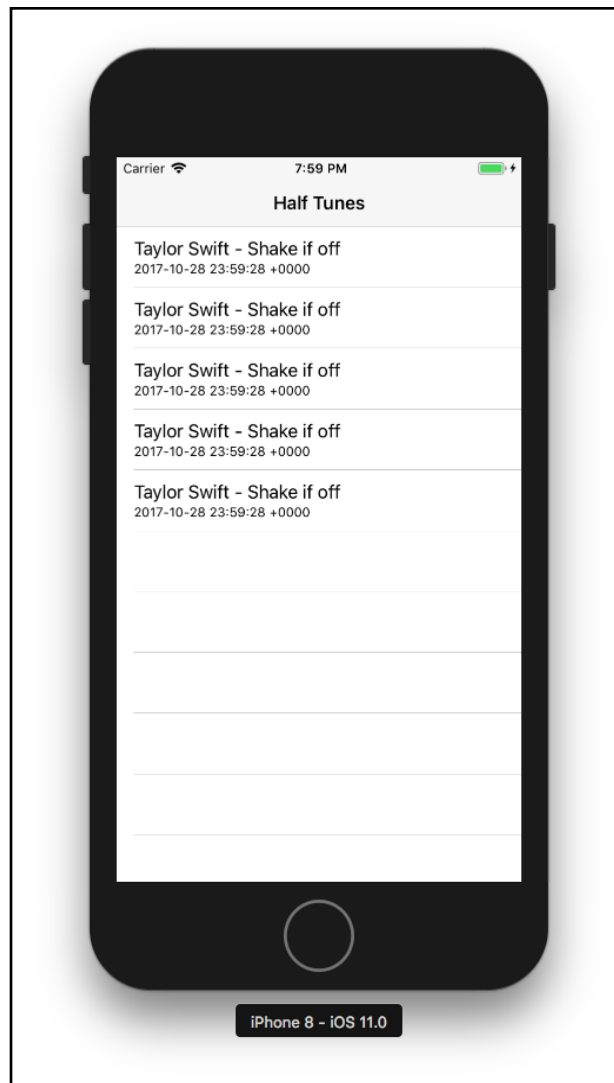 Carrier 7:59 PM
Half Tunes
Taylor Swift - Shake if off
2017-10-28 23:59:28 +0000
Taylor Swift - Shake if off
2017-10-28 23:59:28 +0000
Taylor Swift - Shake if off
2017-10-28 23:59:28 +0000
Taylor Swift - Shake if off
2017-10-28 23:59:28 +0000
Taylor Swift - Shake if off
2017-10-28 23:59:28 +0000
iPhone 8 - iOS 11.0